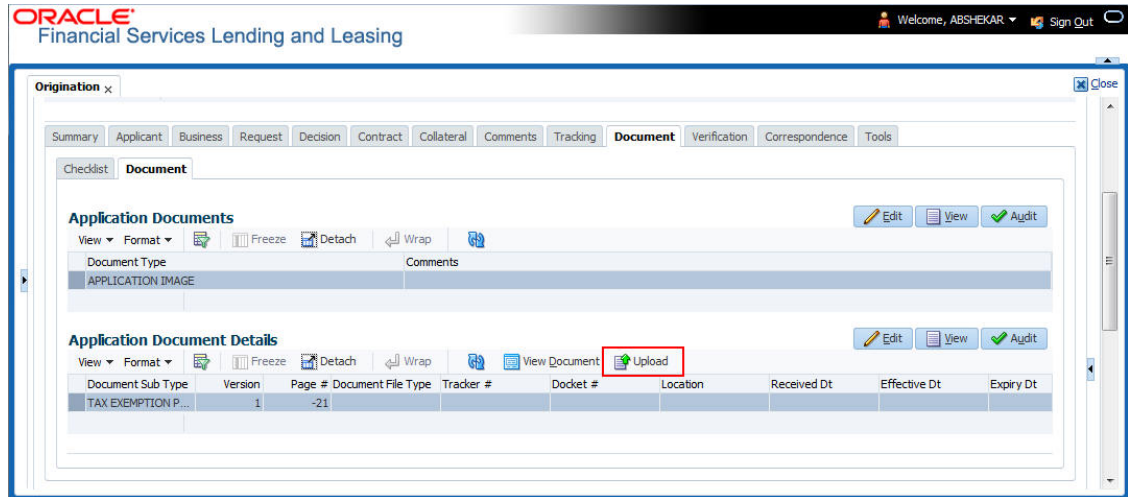 ORACLE
Financial Services Lending and Leasing
Welcome, ABSHEKAR Sign Out
Origination Close
Summary Applicant Business Request Decision Contract Collateral Comments Tracking Document Verification Correspondence Tools
Checklist Document
Application Documents Edit View Audit
View Format Freeze Detach Wrap
Document Type Comments
APPLICATION IMAGE
Application Document Details Edit View Audit
View Format Freeze Detach Wrap View Document Upload
Document Sub Type Version Page # Document File Type Tracker # Docket # Location Received Dt Effective Dt Expiry Dt
TAX EXEMPTION P... 1 -21